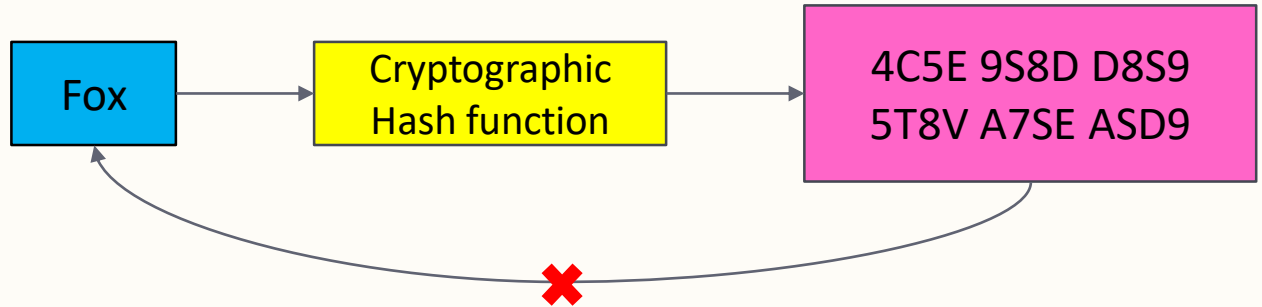 Fox
Cryptographic
Hash function
4C5E 9S8D D8S9
5T8V A7SE ASD9